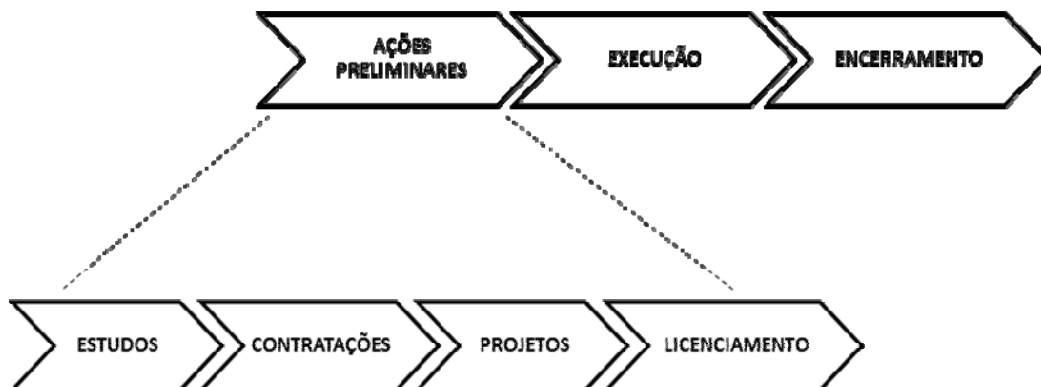 AÇÕES
PRELIMINARES
EXECUÇÃO
ENCERRAMENTO
ESTUDOS
CONTRATAÇÕES
PROJETOS
LICENCIAMENTO